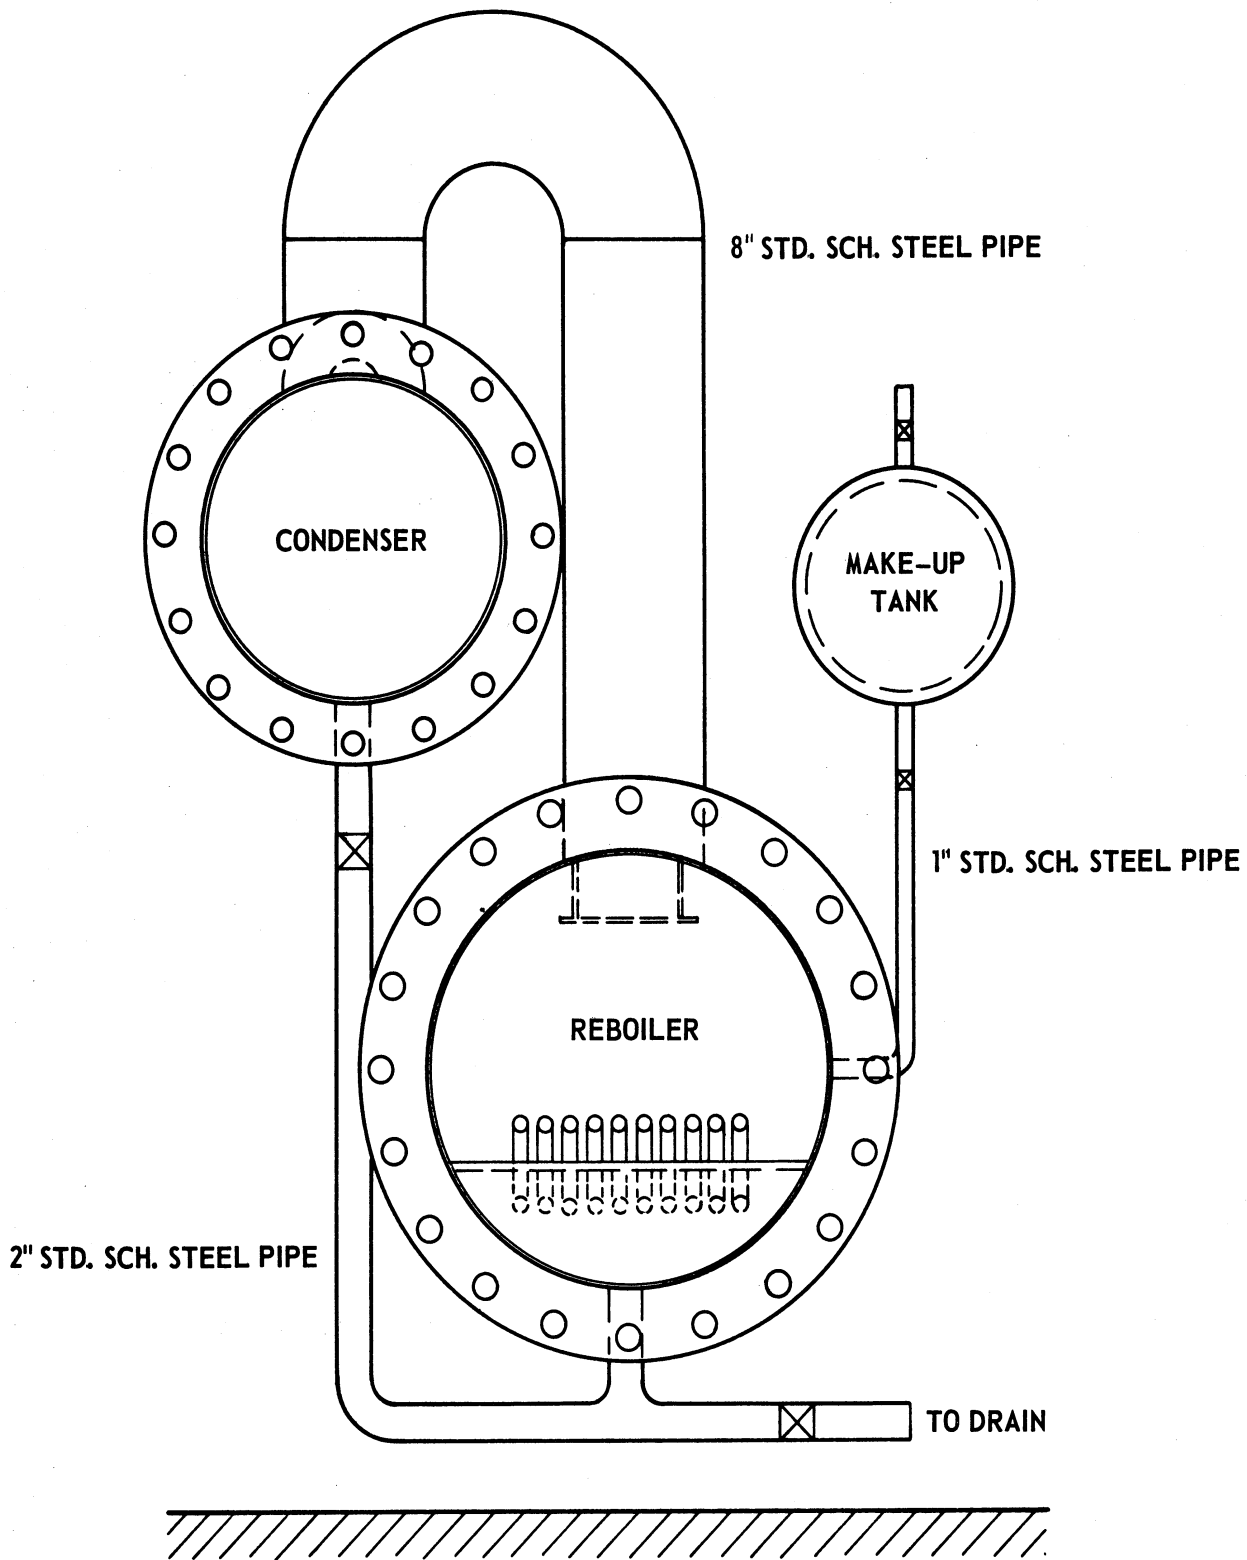 8" STD. SCH. STEEL PIPE
CONDENSER
MAKE-UP
TANK
1" STD. SCH. STEEL PIPE
REBOILER
2" STD. SCH. STEEL PIPE
TO DRAIN